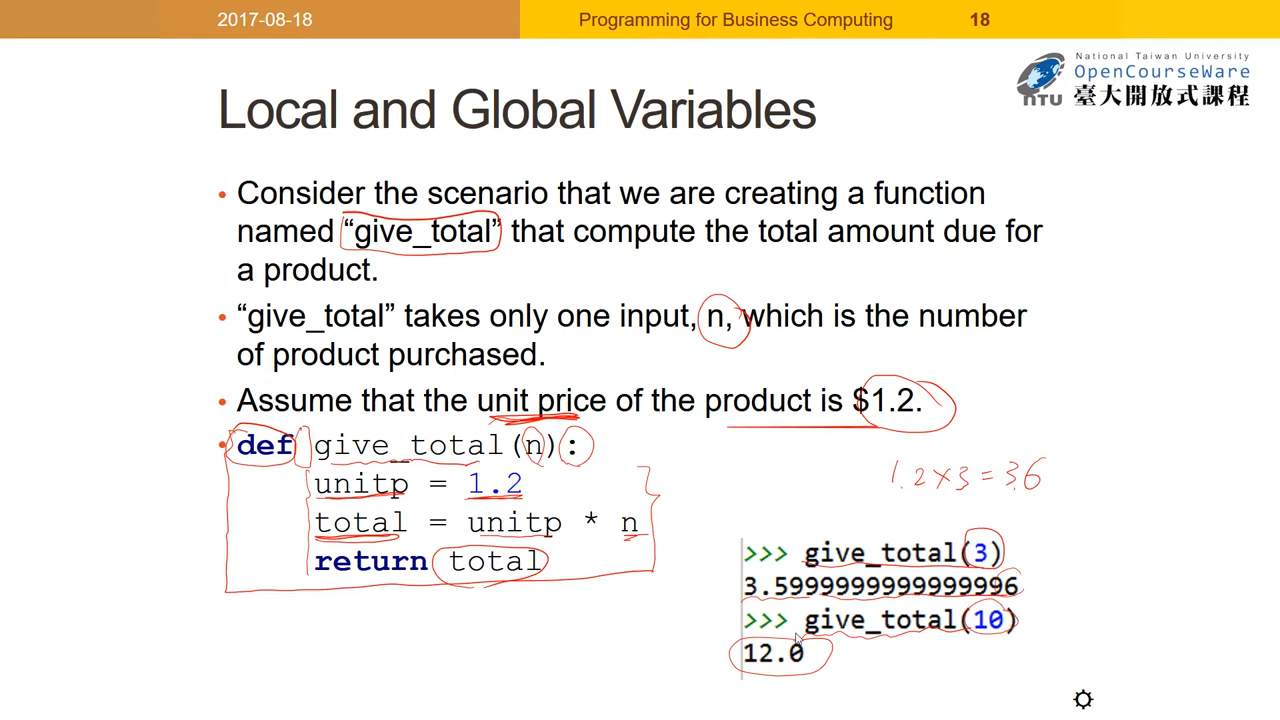 2017-08-18
Programming for Business Computing
18
National Taiwan University
OpenCourseWare
NTU
臺大開放式課程
Local and Global Variables
• Consider the scenario that we are creating a function
named “give_total” that compute the total amount due for
a product.
• “give_total” takes only one input, n, which is the number
of product purchased.
• Assume that the unit price of the product is $1.2.
• def give_total(n):
unitp = 1.2
total = unitp * n
return total
1.2×3=3.6
>>> give_total(3)
3.5999999999999996
>>> give_total(10)
12.0